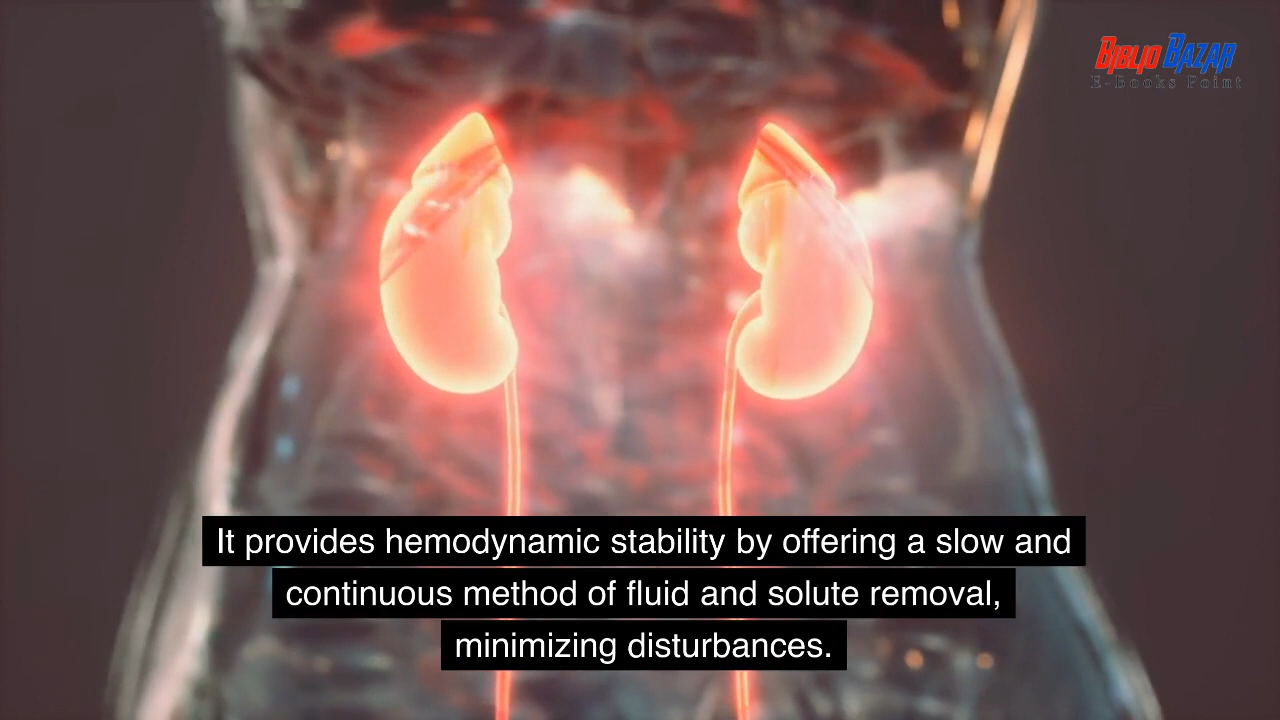 BIBLIO BAZAR
E-Books Point
It provides hemodynamic stability by offering a slow and
continuous method of fluid and solute removal,
minimizing disturbances.